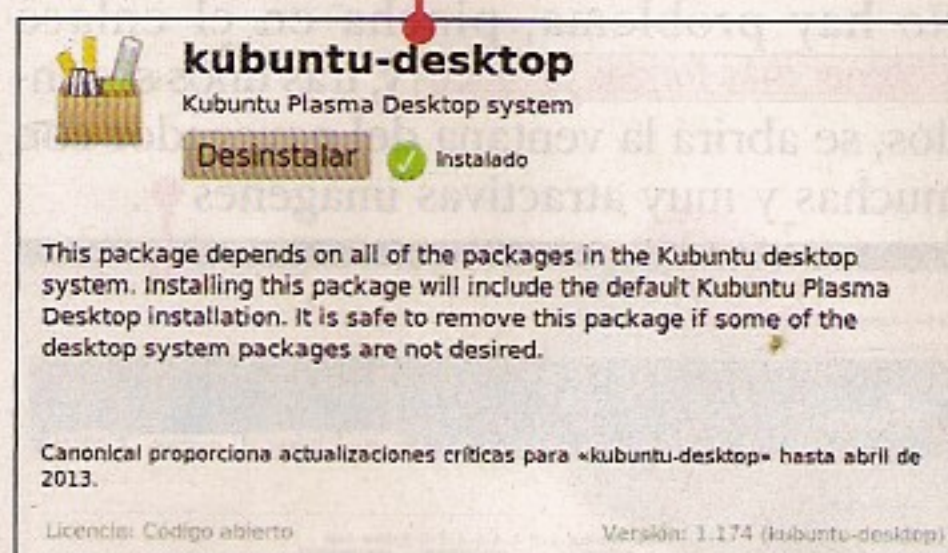 kubuntu-desktop
Kubuntu Plasma Desktop system
Desinstalar
Instalado
This package depends on all of the packages in the Kubuntu desktop
system. Installing this package will include the default Kubuntu Plasma
Desktop installation. It is safe to remove this package if some of the
desktop system packages are not desired.
Canonical proporciona actualizaciones críticas para «kubuntu-desktop» hasta abril de
2013.
Licencia: Código abierto
Versión: 1.174 (kubuntu-desktop)